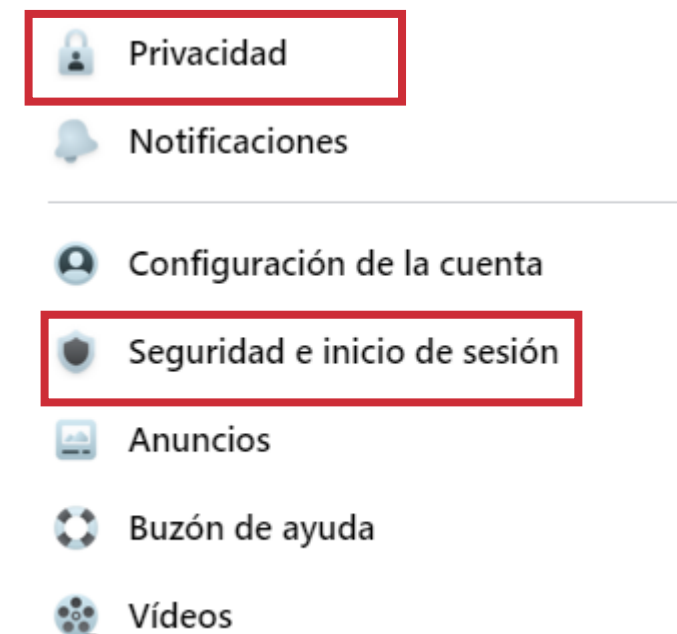 Privacidad
Notificaciones
Configuración de la cuenta
Seguridad e inicio de sesión
Anuncios
Buzón de ayuda
Vídeos